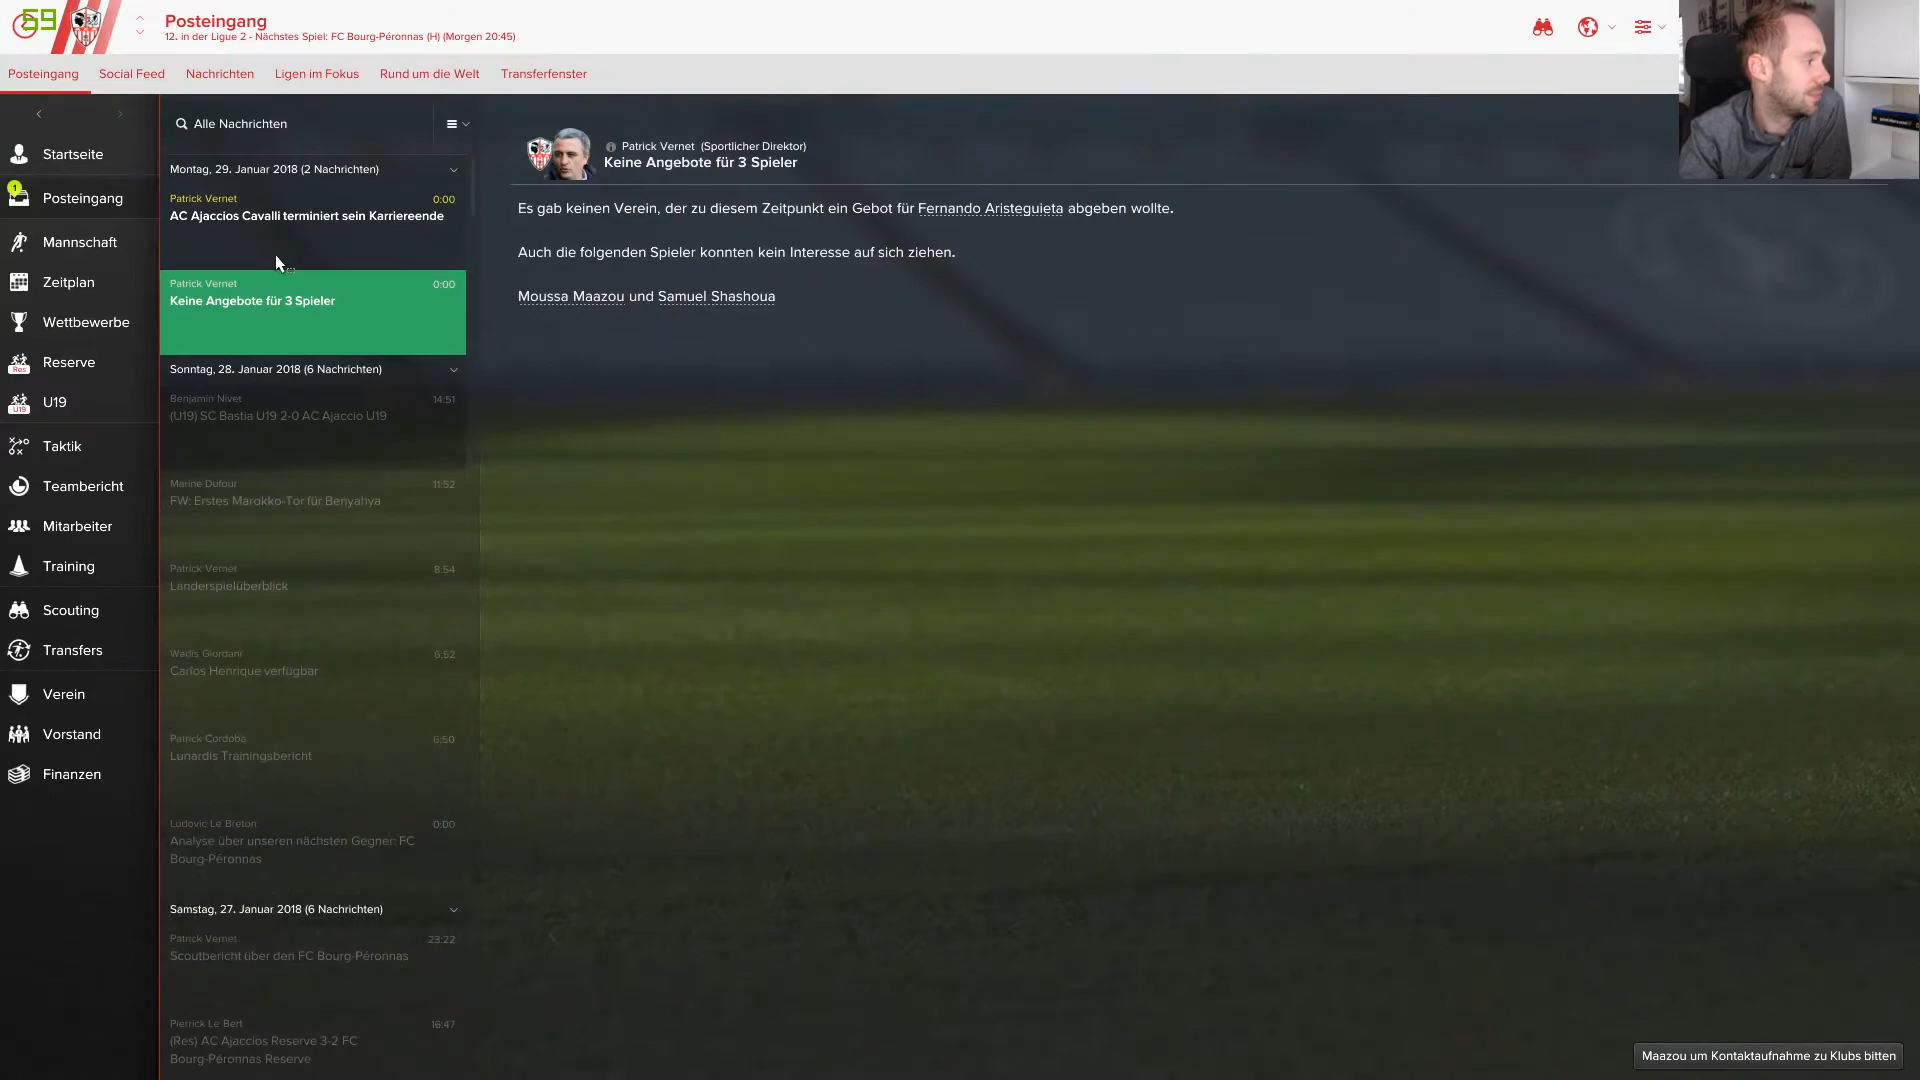 59
Posteingang
12. in der Ligue 2 - Nächstes Spiel: FC Bourg-Péronnas (H) (Morgen 20:45)
Posteingang Social Feed Nachrichten Ligen im Fokus Rund um die Welt Transferfenster
Startseite
1
Posteingang
Mannschaft
Zeitplan
Wettbewerbe
Res
Reserve
U19
U19
Taktik
Teambericht
Mitarbeiter
Training
Scouting
Transfers
Verein
Vorstand
Finanzen
Alle Nachrichten
Montag, 29. Januar 2018 (2 Nachrichten)
Patrick Vernet 0:00
AC Ajaccios Cavalli terminiert sein Karriereende
Patrick Vernet 0:00
Keine Angebote für 3 Spieler
Sonntag, 28. Januar 2018 (6 Nachrichten)
Benjamin Nivet 14:51
(U19) SC Bastia U19 2-0 AC Ajaccio U19
Marine Dufour 11:52
FW: Erstes Marokko-Tor für Benyahya
Patrick Vernet 8:54
Länderspielüberblick
Wadis Giordani 6:52
Carlos Henrique verfügbar
Patrick Cordoba 6:50
Lunardis Trainingsbericht
Ludovic Le Breton 0:00
Analyse über unseren nächsten Gegner: FC
Bourg-Péronnas
Samstag, 27. Januar 2018 (6 Nachrichten)
Patrick Vernet 23:22
Scoutbericht über den FC Bourg-Péronnas
Pierrick Le Bert 16:47
(Res) AC Ajaccios Reserve 3-2 FC
Bourg-Péronnas Reserve
Patrick Vernet (Sportlicher Direktor)
Keine Angebote für 3 Spieler
Es gab keinen Verein, der zu diesem Zeitpunkt ein Gebot für Fernando Aristeguieta abgeben wollte.
Auch die folgenden Spieler konnten kein Interesse auf sich ziehen.
Moussa Maazou und Samuel Shashoua
Maazou um Kontaktaufnahme zu Klubs bitten